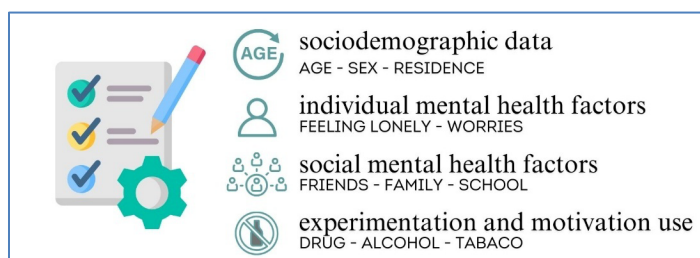 AGE
sociodemographic data
AGE - SEX - RESIDENCE
individual mental health factors
FEELING LONELY - WORRIES
social mental health factors
FRIENDS - FAMILY - SCHOOL
experimentation and motivation use
DRUG - ALCOHOL - TABACO